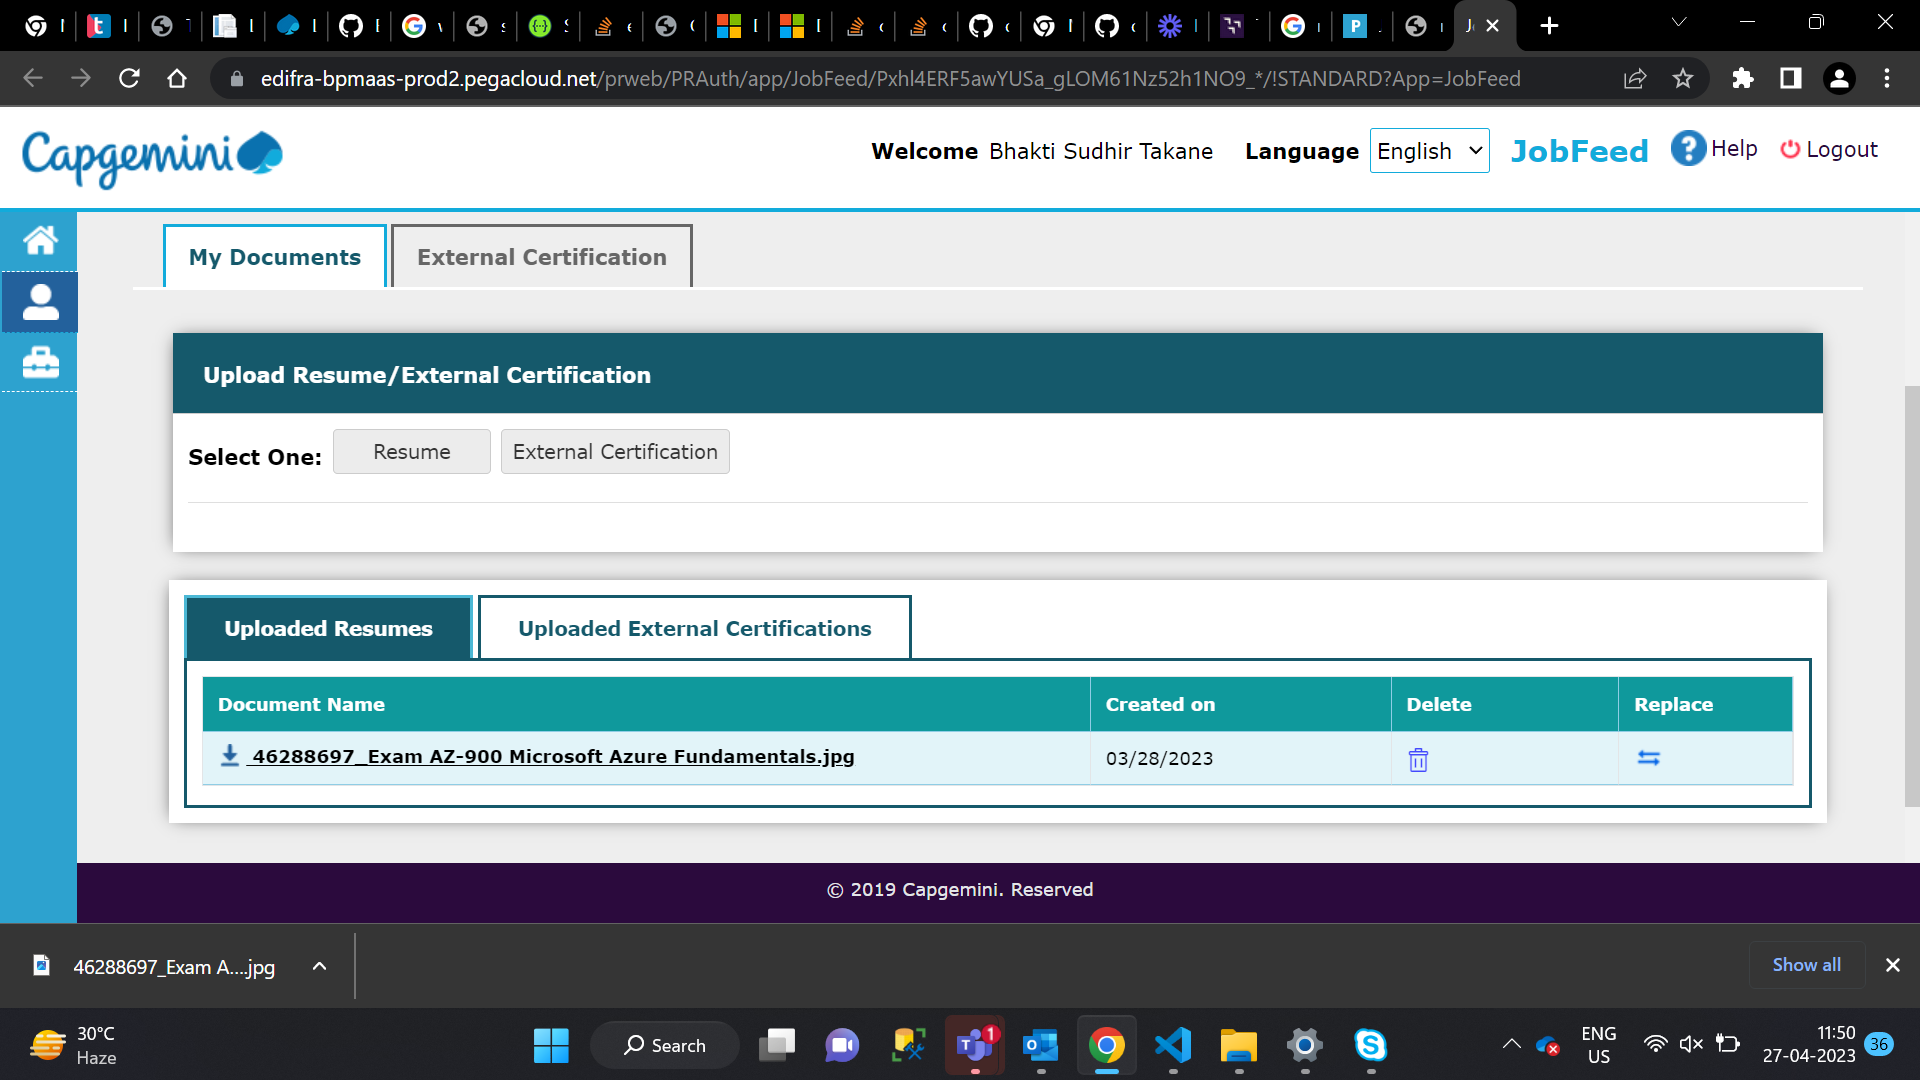 edifra-bpmaas-prod2.pegacloud.net/prweb/PRAuth/app/JobFeed/Pxhl4ERF5awYUSa_gLOM61Nz52h1NO9_*/!STANDARD?App=JobFeed
Capgemini
Welcome Bhakti Sudhir Takane
Language English
JobFeed
Help
Logout
My Documents
External Certification
Upload Resume/External Certification
Select One: Resume External Certification
Uploaded Resumes
Uploaded External Certifications
Document Name Created on Delete Replace
46288697_Exam AZ-900 Microsoft Azure Fundamentals.jpg 03/28/2023
© 2019 Capgemini. Reserved
46288697_Exam A....jpg
Show all
30°C
Haze
Search
1
ENG
US
11:50
27-04-2023
36